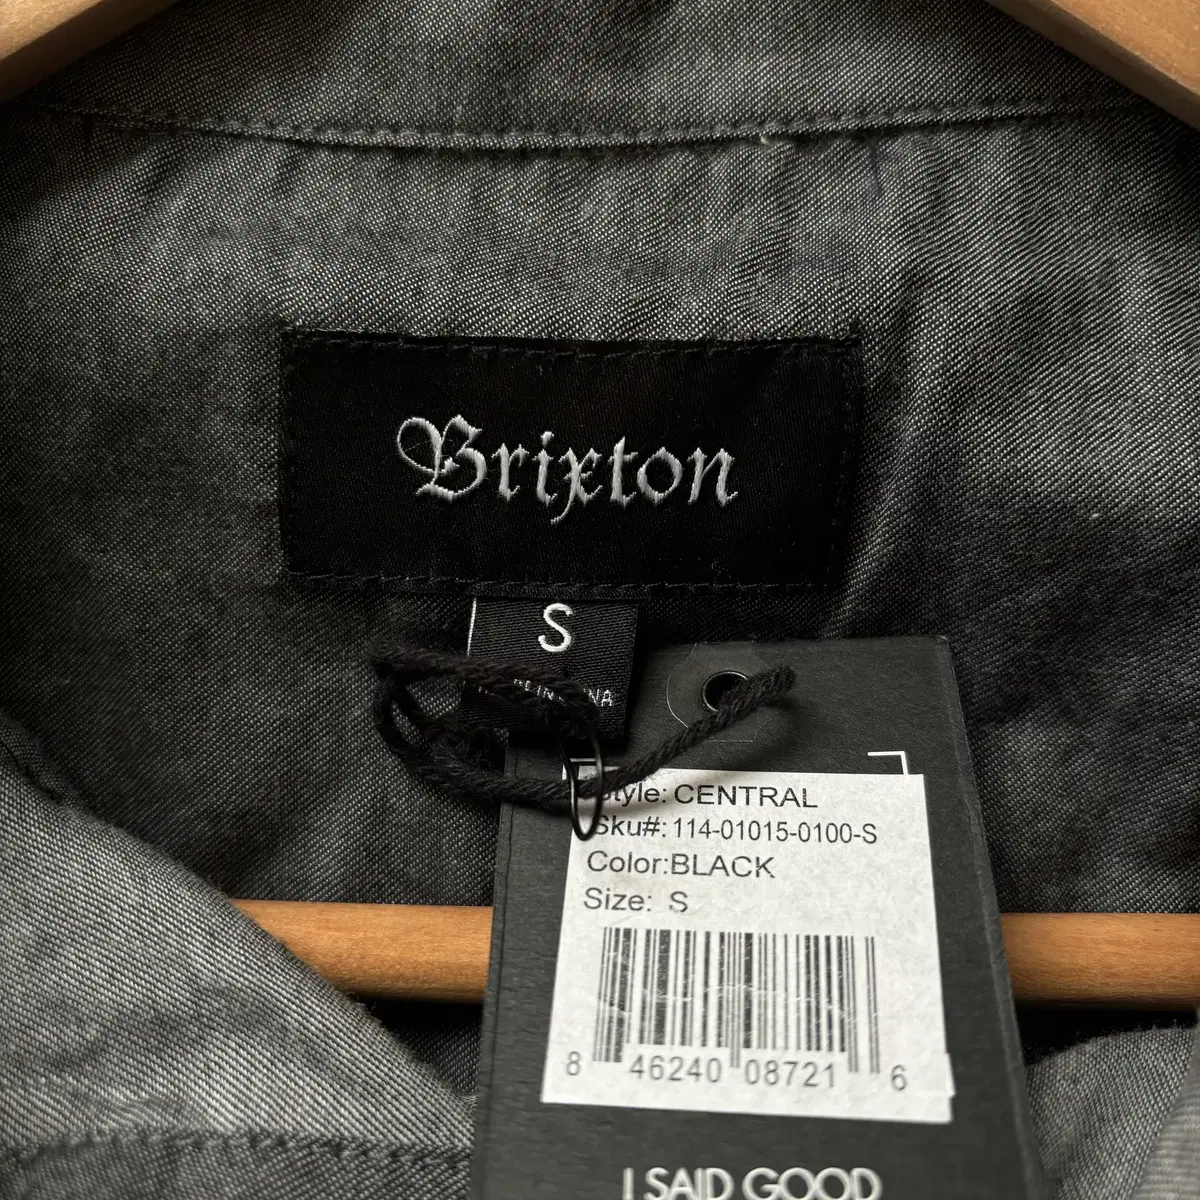 Brixton
S
Style: CENTRAL
Sku#: 114-01015-0100-S
Color:BLACK
Size: S
8 46240 08721 6
I SAID GOOD